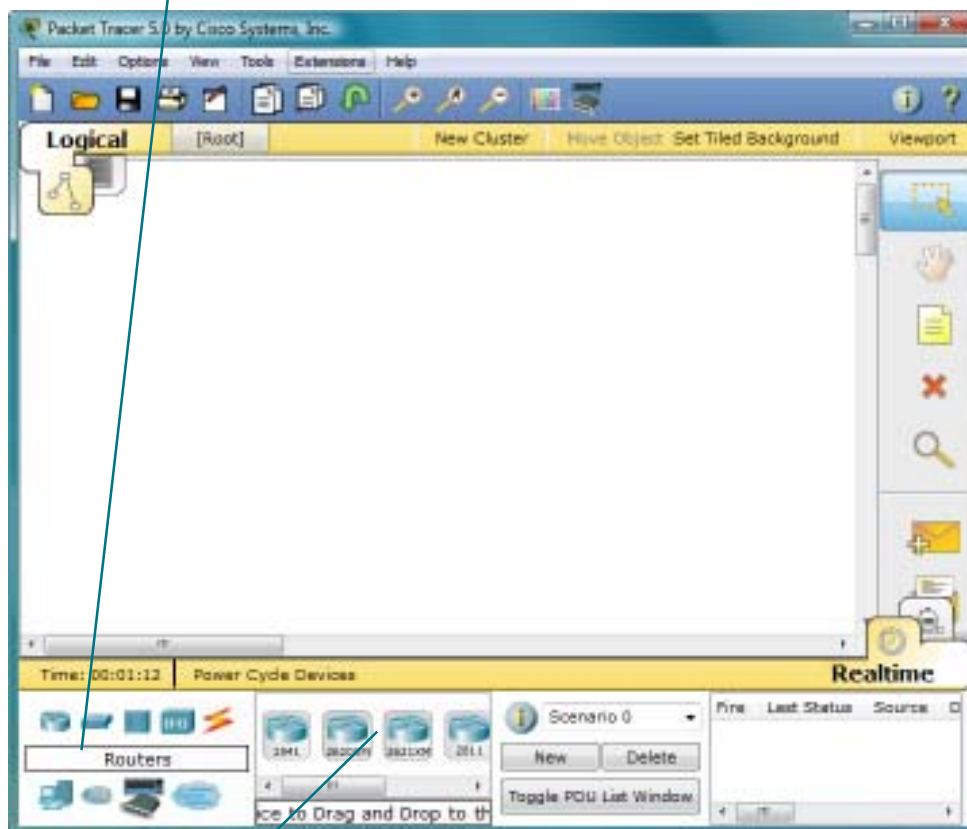 Packet Tracer 5.0 by Cisco Systems, Inc.
File Edit Options View Tools Extensions Help
Logical [Root] New Cluster Move Object Set Tiled Background Viewport
Time: 00:01:12 Power Cycle Devices Realtime
Routers
1841 2620XM 2621XM 2811
ice to Drag and Drop to th
Scenario 0
New Delete
Toggle PDU List Window
Fire Last Status Source D